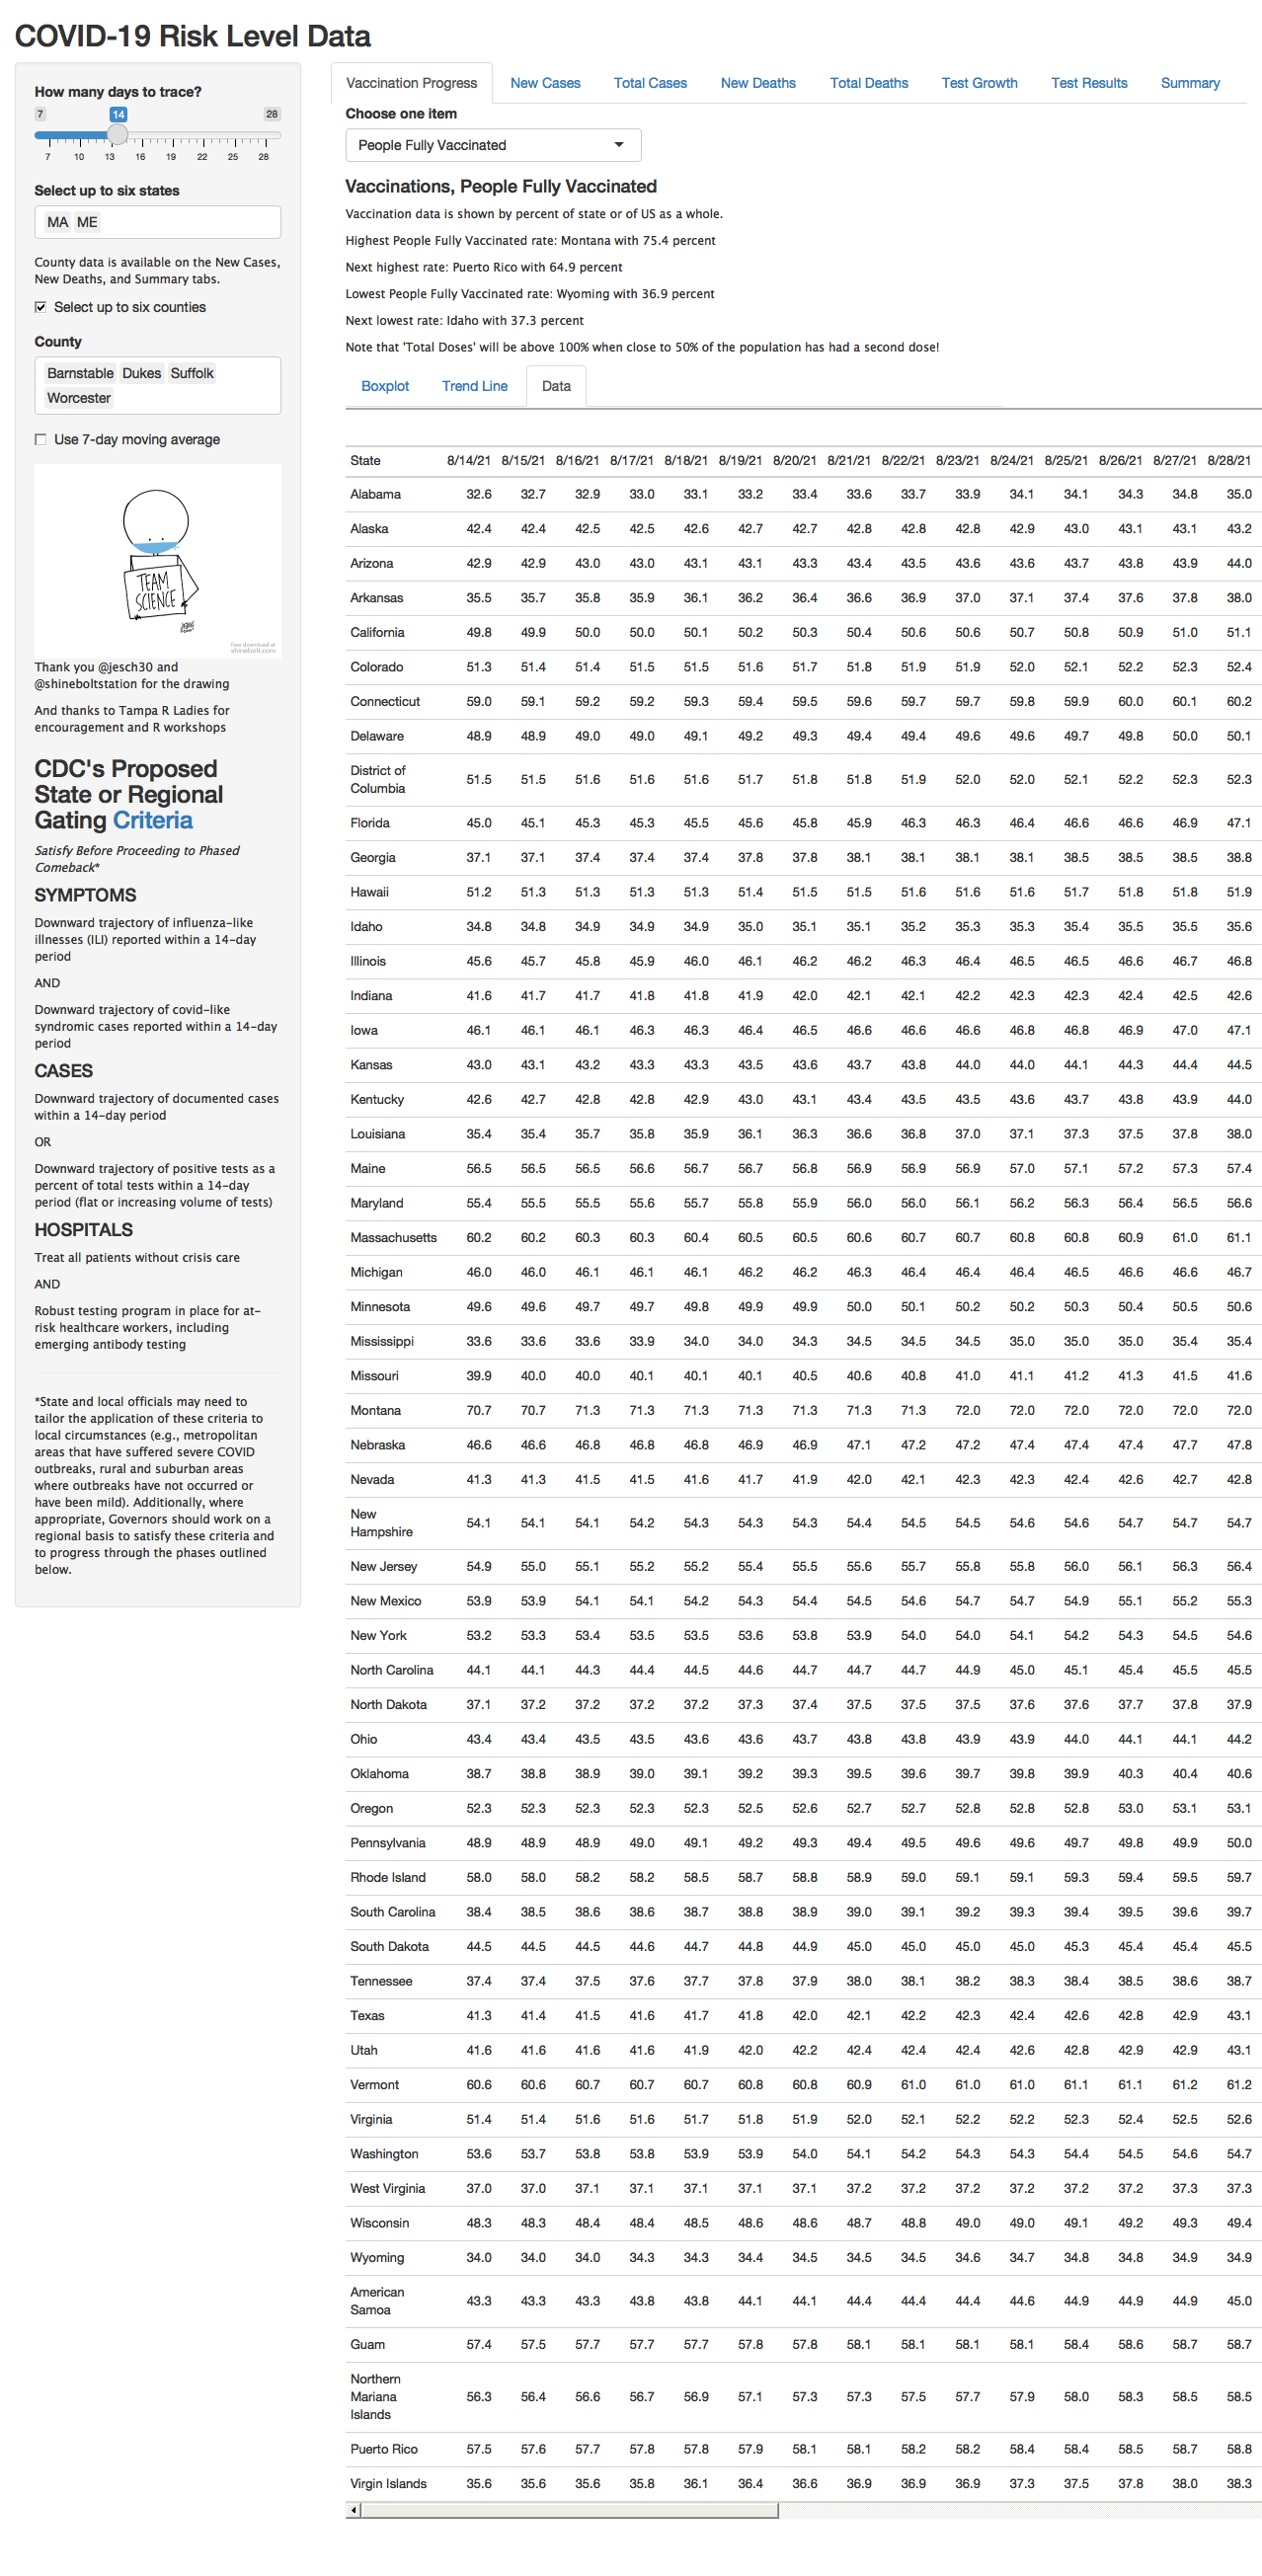 COVID-19 Risk Level Data
How many days to trace?
7 14 28
7 10 13 16 19 22 25 28
Select up to six states
MA ME
County data is available on the New Cases,
New Deaths, and Summary tabs.
Select up to six counties
County
Barnstable Dukes Suffolk
Worcester
Use 7-day moving average
TEAM
SCIENCE
free download at
shinebolt.com
Thank you @jesch30 and
@shineboltstation for the drawing
And thanks to Tampa R Ladies for
encouragement and R workshops
CDC's Proposed
State or Regional
Gating Criteria
Satisfy Before Proceeding to Phased
Comeback*
SYMPTOMS
Downward trajectory of influenza-like
illnesses (ILI) reported within a 14-day
period
AND
Downward trajectory of covid-like
syndromic cases reported within a 14-day
period
CASES
Downward trajectory of documented cases
within a 14-day period
OR
Downward trajectory of positive tests as a
percent of total tests within a 14-day
period (flat or increasing volume of tests)
HOSPITALS
Treat all patients without crisis care
AND
Robust testing program in place for at-
risk healthcare workers, including
emerging antibody testing
*State and local officials may need to
tailor the application of these criteria to
local circumstances (e.g., metropolitan
areas that have suffered severe COVID
outbreaks, rural and suburban areas
where outbreaks have not occurred or
have been mild). Additionally, where
appropriate, Governors should work on a
regional basis to satisfy these criteria and
to progress through the phases outlined
below.
Vaccination Progress New Cases Total Cases New Deaths Total Deaths Test Growth Test Results Summary
Choose one item
People Fully Vaccinated
Vaccinations, People Fully Vaccinated
Vaccination data is shown by percent of state or of US as a whole.
Highest People Fully Vaccinated rate: Montana with 75.4 percent
Next highest rate: Puerto Rico with 64.9 percent
Lowest People Fully Vaccinated rate: Wyoming with 36.9 percent
Next lowest rate: Idaho with 37.3 percent
Note that 'Total Doses' will be above 100% when close to 50% of the population has had a second dose!
Boxplot Trend Line Data
State 8/14/21 8/15/21 8/16/21 8/17/21 8/18/21 8/19/21 8/20/21 8/21/21 8/22/21 8/23/21 8/24/21 8/25/21 8/26/21 8/27/21 8/28/21
Alabama 32.6 32.7 32.9 33.0 33.1 33.2 33.4 33.6 33.7 33.9 34.1 34.1 34.3 34.8 35.0
Alaska 42.4 42.4 42.5 42.5 42.6 42.7 42.7 42.8 42.8 42.8 42.9 43.0 43.1 43.1 43.2
Arizona 42.9 42.9 43.0 43.0 43.1 43.1 43.3 43.4 43.5 43.6 43.6 43.7 43.8 43.9 44.0
Arkansas 35.5 35.7 35.8 35.9 36.1 36.2 36.4 36.6 36.9 37.0 37.1 37.4 37.6 37.8 38.0
California 49.8 49.9 50.0 50.0 50.1 50.2 50.3 50.4 50.6 50.6 50.7 50.8 50.9 51.0 51.1
Colorado 51.3 51.4 51.4 51.5 51.5 51.6 51.7 51.8 51.9 51.9 52.0 52.1 52.2 52.3 52.4
Connecticut 59.0 59.1 59.2 59.2 59.3 59.4 59.5 59.6 59.7 59.7 59.8 59.9 60.0 60.1 60.2
Delaware 48.9 48.9 49.0 49.0 49.1 49.2 49.3 49.4 49.4 49.6 49.6 49.7 49.8 50.0 50.1
District of
Columbia 51.5 51.5 51.6 51.6 51.6 51.7 51.8 51.8 51.9 52.0 52.0 52.1 52.2 52.3 52.3
Florida 45.0 45.1 45.3 45.3 45.5 45.6 45.8 45.9 46.3 46.3 46.4 46.6 46.6 46.9 47.1
Georgia 37.1 37.1 37.4 37.4 37.4 37.8 37.8 38.1 38.1 38.1 38.1 38.5 38.5 38.5 38.8
Hawaii 51.2 51.3 51.3 51.3 51.3 51.4 51.5 51.5 51.6 51.6 51.6 51.7 51.8 51.8 51.9
Idaho 34.8 34.8 34.9 34.9 34.9 35.0 35.1 35.1 35.2 35.3 35.3 35.4 35.5 35.5 35.6
Illinois 45.6 45.7 45.8 45.9 46.0 46.1 46.2 46.2 46.3 46.4 46.5 46.5 46.6 46.7 46.8
Indiana 41.6 41.7 41.7 41.8 41.8 41.9 42.0 42.1 42.1 42.2 42.3 42.3 42.4 42.5 42.6
Iowa 46.1 46.1 46.1 46.3 46.3 46.4 46.5 46.6 46.6 46.6 46.8 46.8 46.9 47.0 47.1
Kansas 43.0 43.1 43.2 43.3 43.3 43.5 43.6 43.7 43.8 44.0 44.0 44.1 44.3 44.4 44.5
Kentucky 42.6 42.7 42.8 42.8 42.9 43.0 43.1 43.4 43.5 43.5 43.6 43.7 43.8 43.9 44.0
Louisiana 35.4 35.4 35.7 35.8 35.9 36.1 36.3 36.6 36.8 37.0 37.1 37.3 37.5 37.8 38.0
Maine 56.5 56.5 56.5 56.6 56.7 56.7 56.8 56.9 56.9 56.9 57.0 57.1 57.2 57.3 57.4
Maryland 55.4 55.5 55.5 55.6 55.7 55.8 55.9 56.0 56.0 56.1 56.2 56.3 56.4 56.5 56.6
Massachusetts 60.2 60.2 60.3 60.3 60.4 60.5 60.5 60.6 60.7 60.7 60.8 60.8 60.9 61.0 61.1
Michigan 46.0 46.0 46.1 46.1 46.1 46.2 46.2 46.3 46.4 46.4 46.4 46.5 46.6 46.6 46.7
Minnesota 49.6 49.6 49.7 49.7 49.8 49.9 49.9 50.0 50.1 50.2 50.2 50.3 50.4 50.5 50.6
Mississippi 33.6 33.6 33.6 33.9 34.0 34.0 34.3 34.5 34.5 34.5 35.0 35.0 35.0 35.4 35.4
Missouri 39.9 40.0 40.0 40.1 40.1 40.1 40.5 40.6 40.8 41.0 41.1 41.2 41.3 41.5 41.6
Montana 70.7 70.7 71.3 71.3 71.3 71.3 71.3 71.3 71.3 72.0 72.0 72.0 72.0 72.0 72.0
Nebraska 46.6 46.6 46.8 46.8 46.8 46.9 46.9 47.1 47.2 47.2 47.4 47.4 47.4 47.7 47.8
Nevada 41.3 41.3 41.5 41.5 41.6 41.7 41.9 42.0 42.1 42.3 42.3 42.4 42.6 42.7 42.8
New
Hampshire 54.1 54.1 54.1 54.2 54.3 54.3 54.3 54.4 54.5 54.5 54.6 54.6 54.7 54.7 54.7
New Jersey 54.9 55.0 55.1 55.2 55.2 55.4 55.5 55.6 55.7 55.8 55.8 56.0 56.1 56.3 56.4
New Mexico 53.9 53.9 54.1 54.1 54.2 54.3 54.4 54.5 54.6 54.7 54.7 54.9 55.1 55.2 55.3
New York 53.2 53.3 53.4 53.5 53.5 53.6 53.8 53.9 54.0 54.0 54.1 54.2 54.3 54.5 54.6
North Carolina 44.1 44.1 44.3 44.4 44.5 44.6 44.7 44.7 44.7 44.9 45.0 45.1 45.4 45.5 45.5
North Dakota 37.1 37.2 37.2 37.2 37.2 37.3 37.4 37.5 37.5 37.5 37.6 37.6 37.7 37.8 37.9
Ohio 43.4 43.4 43.5 43.5 43.6 43.6 43.7 43.8 43.8 43.9 43.9 44.0 44.1 44.1 44.2
Oklahoma 38.7 38.8 38.9 39.0 39.1 39.2 39.3 39.5 39.6 39.7 39.8 39.9 40.3 40.4 40.6
Oregon 52.3 52.3 52.3 52.3 52.3 52.5 52.6 52.7 52.7 52.8 52.8 52.8 53.0 53.1 53.1
Pennsylvania 48.9 48.9 48.9 49.0 49.1 49.2 49.3 49.4 49.5 49.6 49.6 49.7 49.8 49.9 50.0
Rhode Island 58.0 58.0 58.2 58.2 58.5 58.7 58.8 58.9 59.0 59.1 59.1 59.3 59.4 59.5 59.7
South Carolina 38.4 38.5 38.6 38.6 38.7 38.8 38.9 39.0 39.1 39.2 39.3 39.4 39.5 39.6 39.7
South Dakota 44.5 44.5 44.5 44.6 44.7 44.8 44.9 45.0 45.0 45.0 45.0 45.3 45.4 45.4 45.5
Tennessee 37.4 37.4 37.5 37.6 37.7 37.8 37.9 38.0 38.1 38.2 38.3 38.4 38.5 38.6 38.7
Texas 41.3 41.4 41.5 41.6 41.7 41.8 42.0 42.1 42.2 42.3 42.4 42.6 42.8 42.9 43.1
Utah 41.6 41.6 41.6 41.6 41.9 42.0 42.2 42.4 42.4 42.4 42.6 42.8 42.9 42.9 43.1
Vermont 60.6 60.6 60.7 60.7 60.7 60.8 60.8 60.9 61.0 61.0 61.0 61.1 61.1 61.2 61.2
Virginia 51.4 51.4 51.6 51.6 51.7 51.8 51.9 52.0 52.1 52.2 52.2 52.3 52.4 52.5 52.6
Washington 53.6 53.7 53.8 53.8 53.9 53.9 54.0 54.1 54.2 54.3 54.3 54.4 54.5 54.6 54.7
West Virginia 37.0 37.0 37.1 37.1 37.1 37.1 37.1 37.2 37.2 37.2 37.2 37.2 37.2 37.3 37.3
Wisconsin 48.3 48.3 48.4 48.4 48.5 48.6 48.6 48.7 48.8 49.0 49.0 49.1 49.2 49.3 49.4
Wyoming 34.0 34.0 34.0 34.3 34.3 34.4 34.5 34.5 34.5 34.6 34.7 34.8 34.8 34.9 34.9
American
Samoa 43.3 43.3 43.3 43.8 43.8 44.1 44.1 44.4 44.4 44.4 44.6 44.9 44.9 44.9 45.0
Guam 57.4 57.5 57.7 57.7 57.7 57.8 57.8 58.1 58.1 58.1 58.1 58.4 58.6 58.7 58.7
Northern
Mariana
Islands 56.3 56.4 56.6 56.7 56.9 57.1 57.3 57.3 57.5 57.7 57.9 58.0 58.3 58.5 58.5
Puerto Rico 57.5 57.6 57.7 57.8 57.8 57.9 58.1 58.1 58.2 58.2 58.4 58.4 58.5 58.7 58.8
Virgin Islands 35.6 35.6 35.6 35.8 36.1 36.4 36.6 36.9 36.9 36.9 37.3 37.5 37.8 38.0 38.3